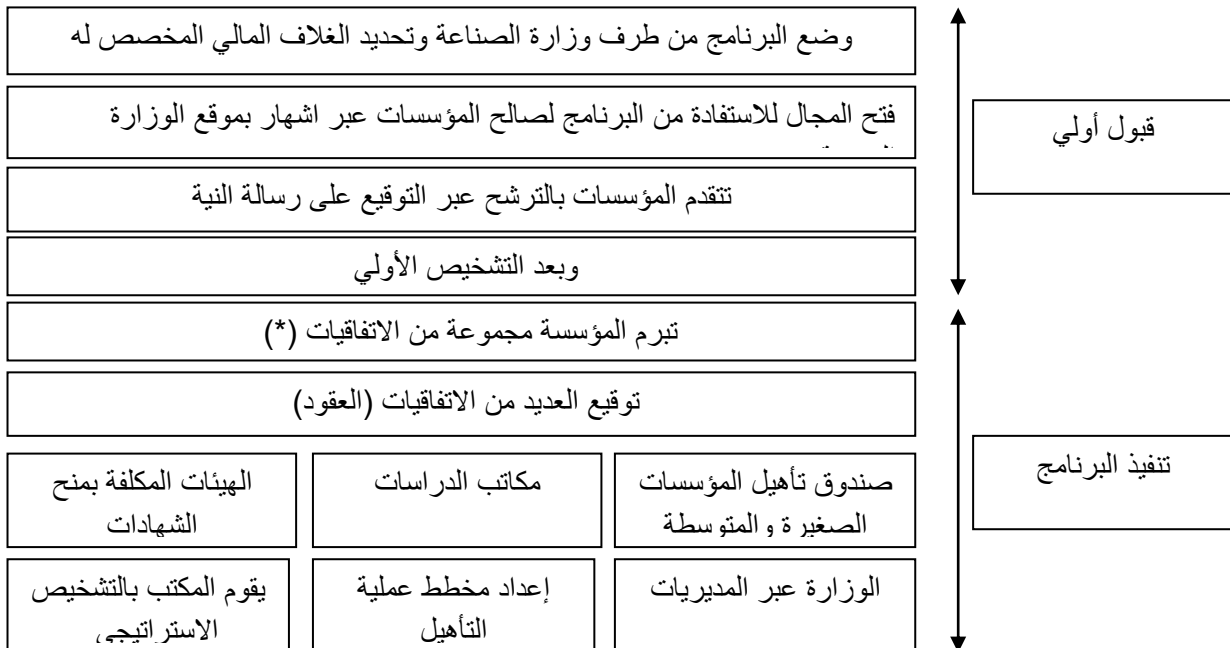 وضع البرنامج من طرف وزارة الصناعة وتحديد الغلاف المالي المخصص له
فتح المجال للاستفادة من البرنامج لصالح المؤسسات عبر اشهار بموقع الوزارة
قبول أولي
تتقدم المؤسسات بالترشح عبر التوقيع على رسالة النية
وبعد التشخيص الأولي
تبرم المؤسسة مجموعة من الاتفاقيات (*)
توقيع العديد من الاتفاقيات (العقود)
تنفيذ البرنامج
صندوق تأهيل المؤسسات
الصغيرة والمتوسطة
مكاتب الدراسات
الهيئات المكلفة بمنح
الشهادات
الوزارة عبر المديريات
إعداد مخطط عملية
التأهيل
يقوم المكتب بالتشخيص
الاستراتيجي